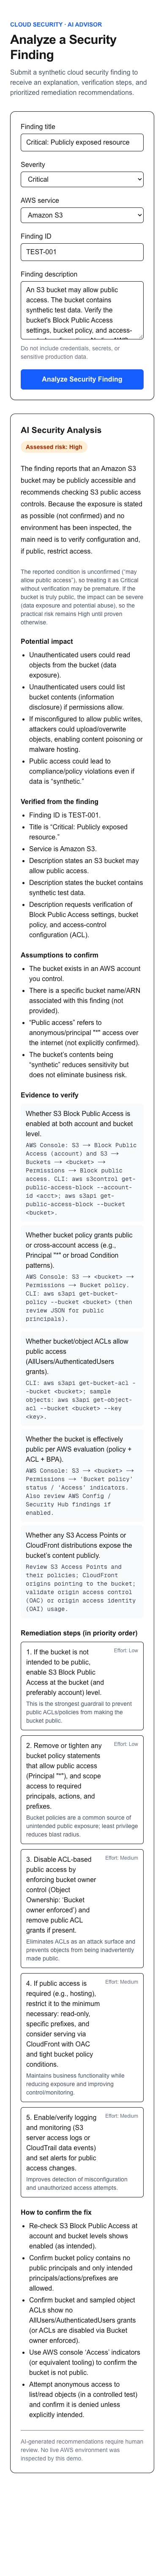 CLOUD SECURITY · AI ADVISOR
Analyze a Security
Finding
Submit a synthetic cloud security finding to
receive an explanation, verification steps, and
prioritized remediation recommendations.
Finding title
Critical: Publicly exposed resource
Severity
Critical
AWS service
Amazon S3
Finding ID
TEST-001
Finding description
An S3 bucket may allow public
access. The bucket contains
synthetic test data. Verify the
bucket's Block Public Access
settings, bucket policy, and access-
Do not include credentials, secrets, or
sensitive production data.
Analyze Security Finding
AI Security Analysis
Assessed risk: High
The finding reports that an Amazon S3
bucket may be publicly accessible and
recommends checking S3 public access
controls. Because the exposure is stated
as possible (not confirmed) and no
environment has been inspected, the
main need is to verify configuration and,
if public, restrict access.
The reported condition is unconfirmed ("may
allow public access"), so treating it as Critical
without verification may be premature. If the
bucket is truly public, the impact can be severe
(data exposure and potential abuse), so the
practical risk remains High until proven
otherwise.
Potential impact
• Unauthenticated users could read
objects from the bucket (data
exposure).
• Unauthenticated users could list
bucket contents (information
disclosure) if permissions allow.
• If misconfigured to allow public writes,
attackers could upload/overwrite
objects, enabling content poisoning or
malware hosting.
• Public access could lead to
compliance/policy violations even if
data is “synthetic.”
Verified from the finding
• Finding ID is TEST-001.
• Title is “Critical: Publicly exposed
resource.”
• Service is Amazon S3.
• Description states an S3 bucket may
allow public access.
• Description states the bucket contains
synthetic test data.
• Description requests verification of
Block Public Access settings, bucket
policy, and access-control
configuration (ACL).
Assumptions to confirm
• The bucket exists in an AWS account
you control.
• There is a specific bucket name/ARN
associated with this finding (not
provided).
• “Public access” refers to
anonymous/principal "*" access over
the internet (not explicitly confirmed).
• The bucket's contents being
“synthetic” reduces sensitivity but
does not eliminate business risk.
Evidence to verify
Whether S3 Block Public Access is
enabled at both account and bucket
level.
AWS Console: S3 -> Block Public
Access (account) and S3 ->
Buckets -> <bucket> ->
Permissions -> Block public
access. CLI: aws s3control get-
public-access-block --account-
id <acct>; aws s3api get-
public-access-block --bucket
<bucket>.
Whether bucket policy grants public
or cross-account access (e.g.,
Principal "*" or broad Condition
patterns).
AWS Console: S3 -> <bucket> ->
Permissions -> Bucket policy.
CLI: aws s3api get-bucket-
policy --bucket <bucket> (then
review JSON for public
principals).
Whether bucket/object ACLs allow
public access
(AllUsers/AuthenticatedUsers
grants).
CLI: aws s3api get-bucket-acl -
-bucket <bucket>; sample
objects: aws s3api get-object-
acl --bucket <bucket> --key
<key>.
Whether the bucket is effectively
public per AWS evaluation (policy +
ACL + BPA).
AWS Console: S3 -> <bucket> ->
Permissions -> 'Bucket policy'
status / 'Access' indicators.
Also review AWS Config /
Security Hub findings if
enabled.
Whether any S3 Access Points or
CloudFront distributions expose the
bucket's content publicly.
Review S3 Access Points and
their policies; CloudFront
origins pointing to the bucket;
validate origin access control
(OAC) or origin access identity
(OAI) usage.
Remediation steps (in priority order)
1. If the bucket is not
intended to be public,
enable S3 Block Public
Access at the bucket (and
preferably account) level.
Effort: Low
This is the strongest guardrail to prevent
public ACLs/policies from making the
bucket public.
2. Remove or tighten any
bucket policy statements
that allow public access
(Principal "*"), and scope
access to required
principals, actions, and
prefixes.
Effort: Low
Bucket policies are a common source of
unintended public exposure; least privilege
reduces blast radius.
3. Disable ACL-based
public access by
enforcing bucket owner
control (Object
Ownership: 'Bucket
owner enforced') and
remove public ACL
grants if present.
Effort: Medium
Eliminates ACLs as an attack surface and
prevents objects from being inadvertently
made public.
4. If public access is
required (e.g., hosting),
restrict it to the minimum
necessary: read-only,
specific prefixes, and
consider serving via
CloudFront with OAC
and tight bucket policy
conditions.
Effort: Medium
Maintains business functionality while
reducing exposure and improving
control/monitoring.
5. Enable/verify logging
and monitoring (S3
server access logs or
CloudTrail data events)
and set alerts for public
access changes.
Effort: Medium
Improves detection of misconfiguration
and unauthorized access attempts.
How to confirm the fix
• Re-check S3 Block Public Access at
account and bucket levels shows
enabled (as intended).
• Confirm bucket policy contains no
public principals and only intended
principals/actions/prefixes are
allowed.
• Confirm bucket and sampled object
ACLs show no
AllUsers/AuthenticatedUsers grants
(or ACLs are disabled via Bucket
owner enforced).
• Use AWS console ‘Access’ indicators
(or equivalent tooling) to confirm the
bucket is not public.
• Attempt anonymous access to
list/read objects (in a controlled test)
and confirm it is denied unless
explicitly intended.
AI-generated recommendations require human
review. No live AWS environment was
inspected by this demo.